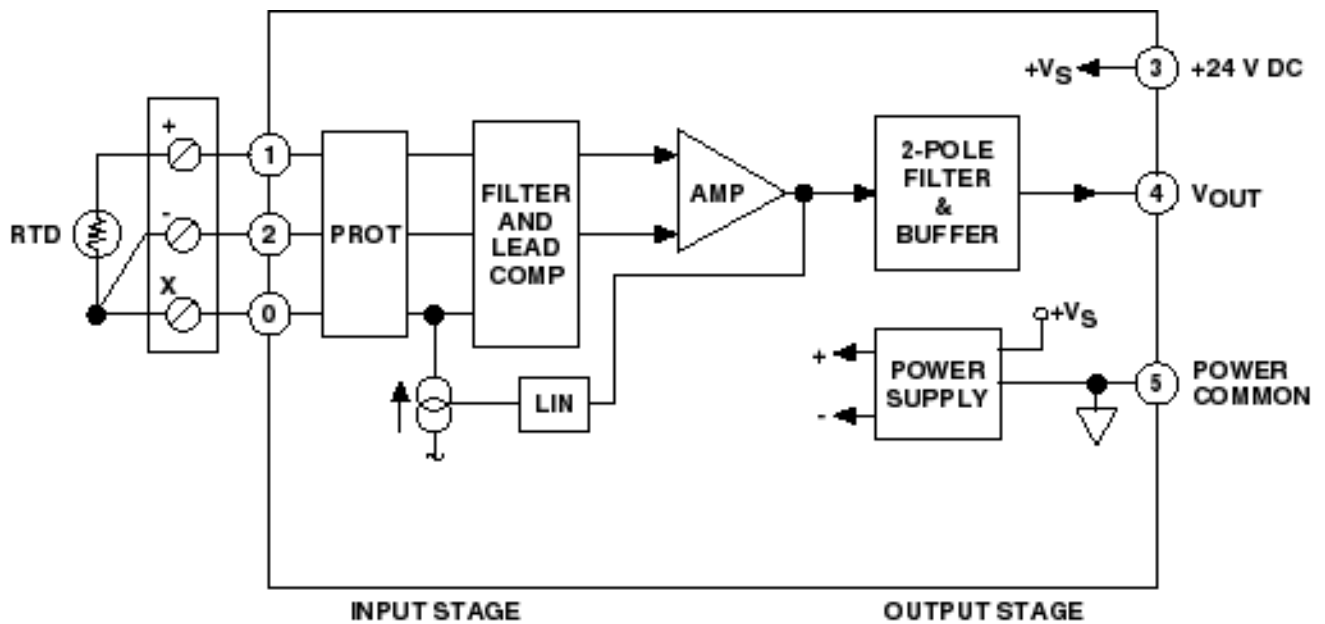 +VS
3
+24 V DC
+
1
RTD
-
2
X
0
PROT
FILTER
AND
LEAD
COMP
AMP
2-POLE
FILTER
&
BUFFER
4
VOUT
LIN
+VS
+
-
POWER
SUPPLY
5
POWER
COMMON
INPUT STAGE
OUTPUT STAGE